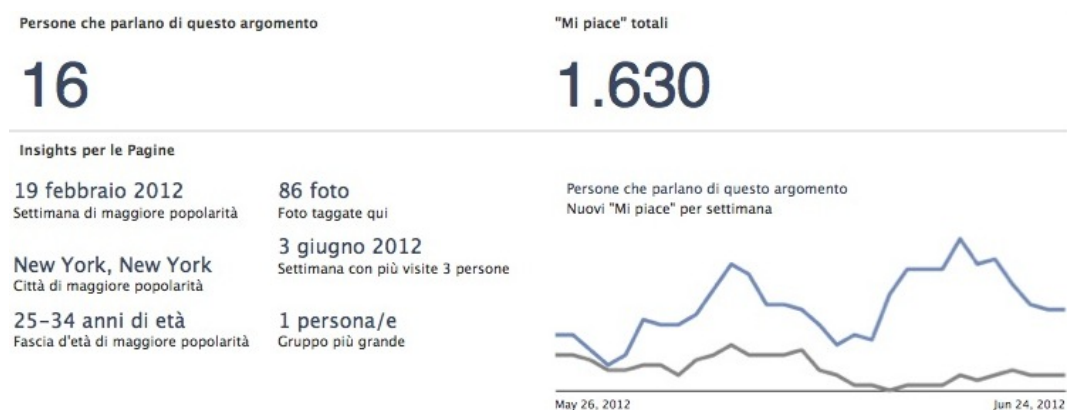 Persone che parlano di questo argomento
16
"Mi piace" totali
1.630
Insights per le Pagine
19 febbraio 2012
Settimana di maggiore popolarità
New York, New York
Città di maggiore popolarità
25-34 anni di età
Fascia d'età di maggiore popolarità
86 foto
Foto taggate qui
3 giugno 2012
Settimana con più visite 3 persone
1 persona/e
Gruppo più grande
Persone che parlano di questo argomento
Nuovi "Mi piace" per settimana
May 26, 2012
Jun 24, 2012